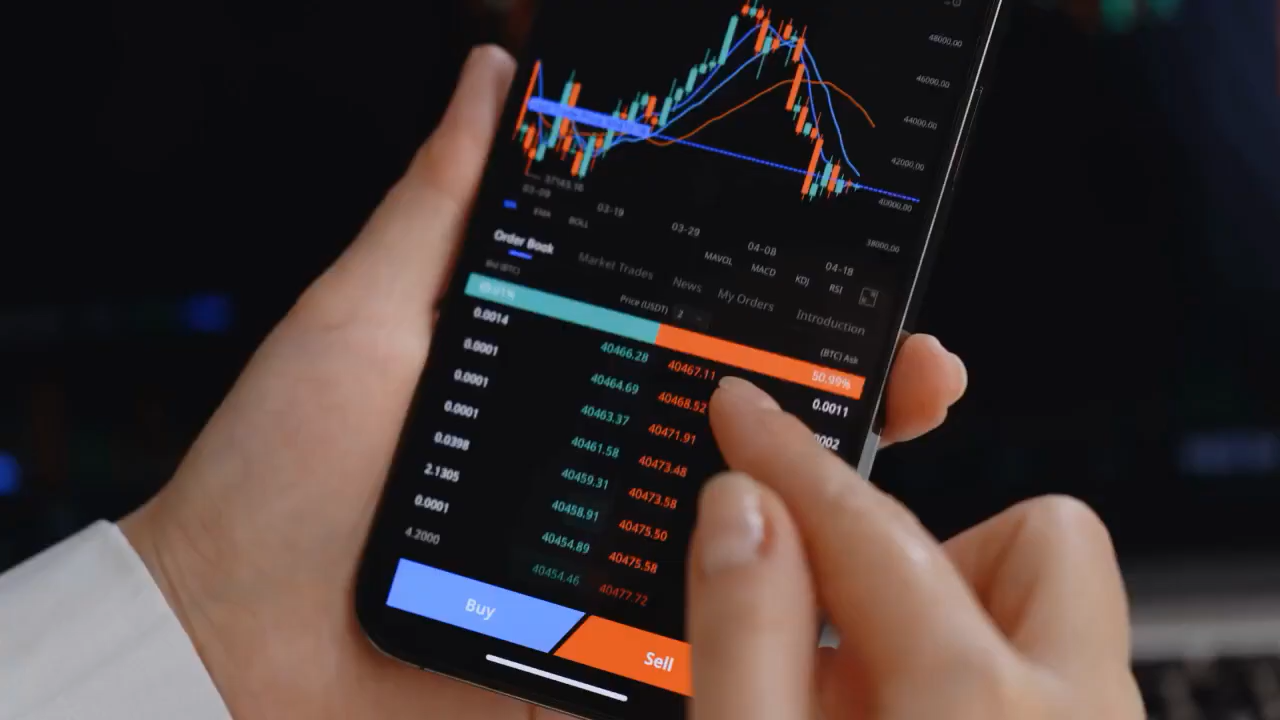 48000.00
46000.00
44000.00
42000.00
40000.00
38000.00
37143.16
03-09 03-19 03-29 04-08 04-18
EMA BOLL MAVOL MACD KDJ RSI
Order Book Market Trades News My Orders Introduction
Price (USDT) 2 (BTC) Ask
50.99%
0.0014 40466.28 40467.11 0.0011
0.0001 40464.69 40468.52 002
0.0001 40463.37 40471.91
0.0001 40461.58 40473.48
0.0398 40459.31 40473.58
2.1305 40458.91 40475.50
0.0001 40454.89 40475.58
4.2000 40454.46 40477.72
Buy Sell